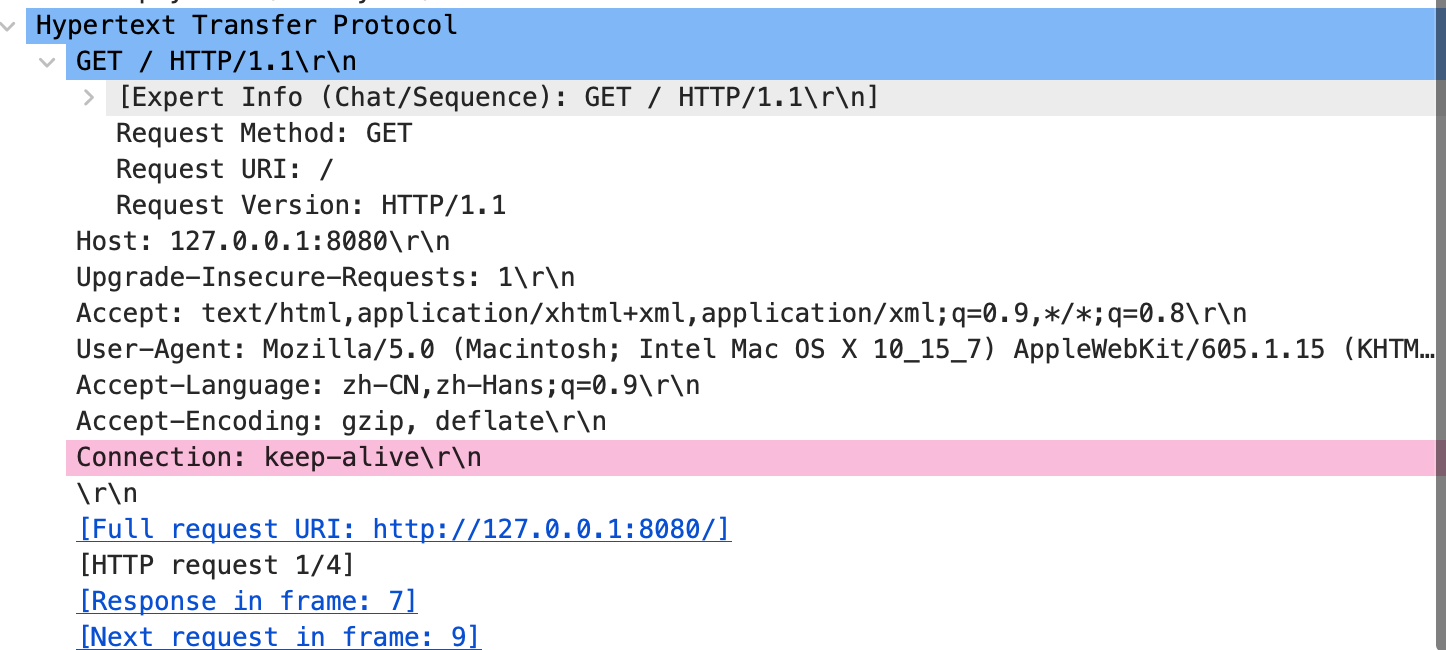 Hypertext Transfer Protocol
GET / HTTP/1.1\r\n
[Expert Info (Chat/Sequence): GET / HTTP/1.1\r\n]
Request Method: GET
Request URI: /
Request Version: HTTP/1.1
Host: 127.0.0.1:8080\r\n
Upgrade-Insecure-Requests: 1\r\n
Accept: text/html,application/xhtml+xml,application/xml;q=0.9,*/*;q=0.8\r\n
User-Agent: Mozilla/5.0 (Macintosh; Intel Mac OS X 10_15_7) AppleWebKit/605.1.15 (KHTM…
Accept-Language: zh-CN,zh-Hans;q=0.9\r\n
Accept-Encoding: gzip, deflate\r\n
Connection: keep-alive\r\n
\r\n
[Full request URI: http://127.0.0.1:8080/]
[HTTP request 1/4]
[Response in frame: 7]
[Next request in frame: 9]